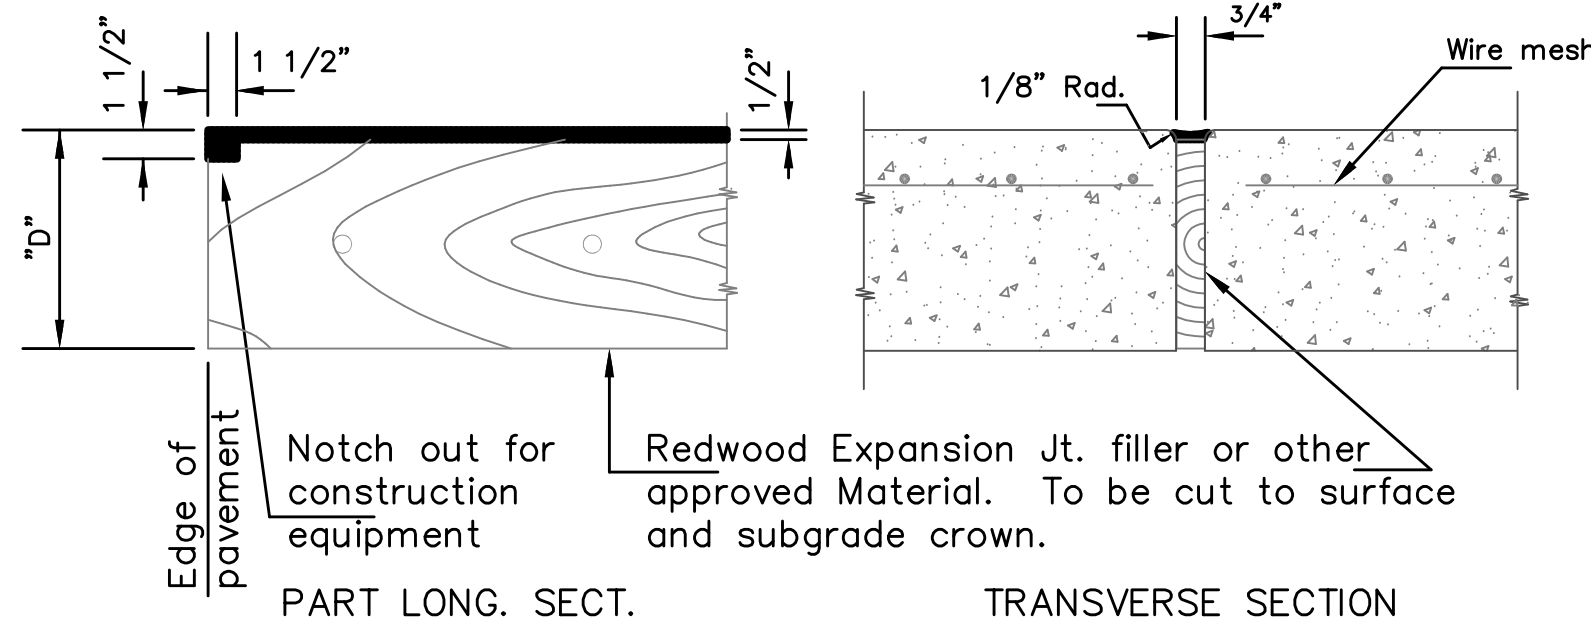 1 1/2”
1 1/2”
1/2”
”D”
3/4”
1/8” Rad.
Wire mesh
Edge of
pavement
Notch out for
construction
equipment
Redwood Expansion Jt. filler or other
approved Material. To be cut to surface
and subgrade crown.
PART LONG. SECT.
TRANSVERSE SECTION